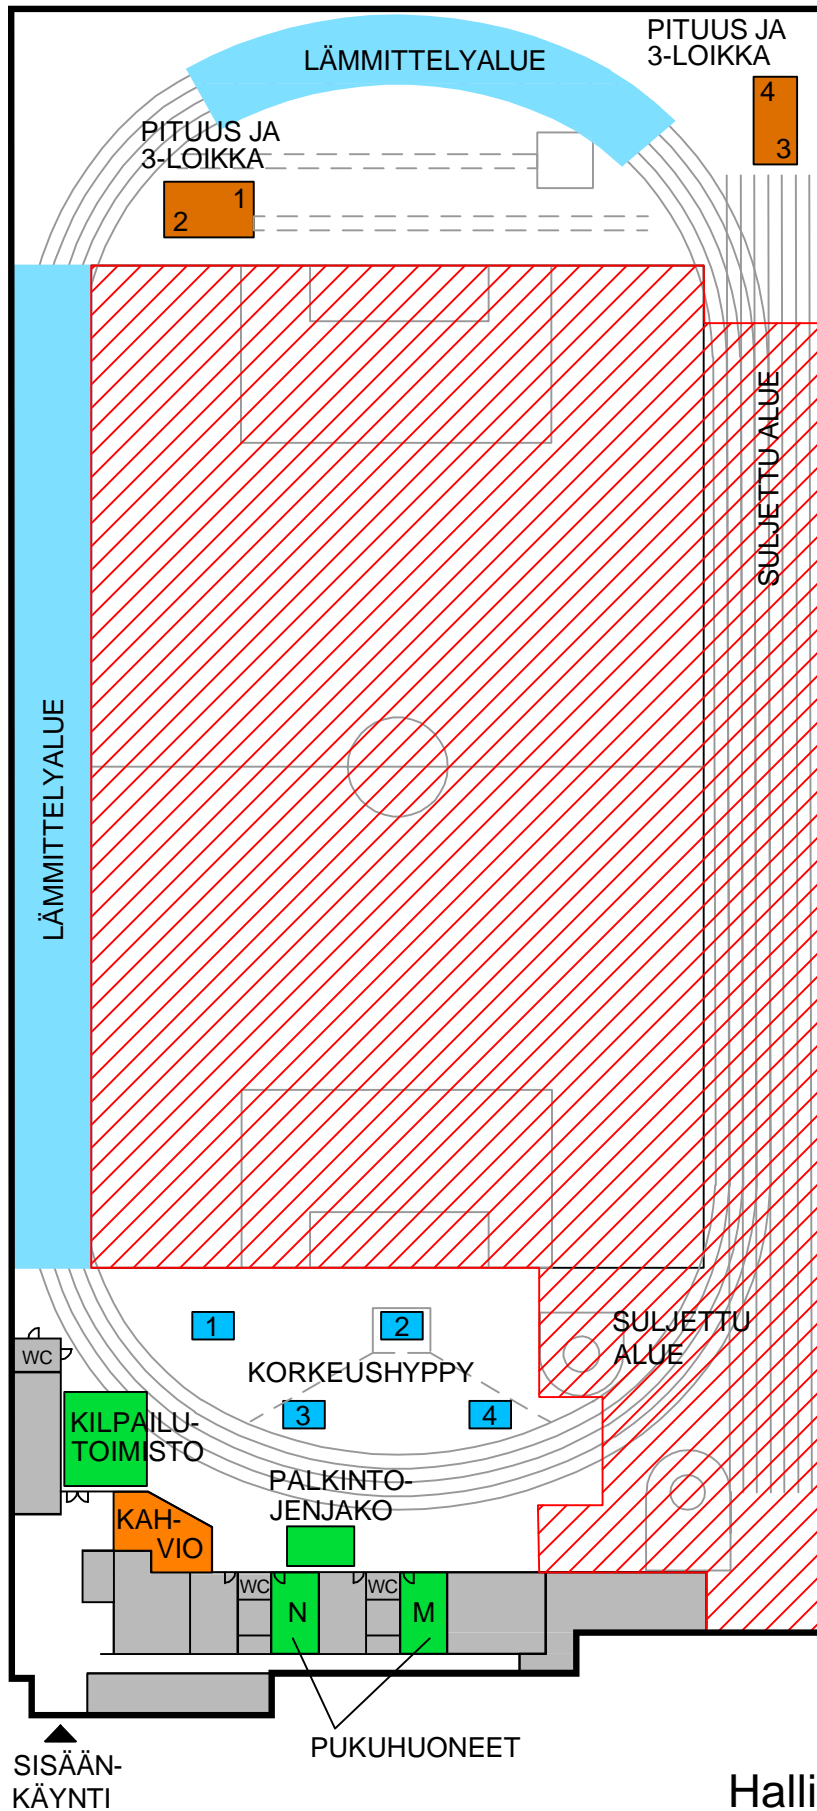 LÄMMITTELYALUE
PITUUS JA
3-LOIKKA
4
3
PITUUS JA
3-LOIKKA
1
2
SULJETTU ALUE
LÄMMITTELYALUE
1
2
SULJETTU
ALUE
KORKEUSHYPPY
3
4
WC
KILPAILU-
TOIMISTO
PALKINTO-
JENJAKO
KAH-
VIO
WC
WC
N
M
PUKUHUONEET
SISÄÄN-
KÄYNTI
Halli